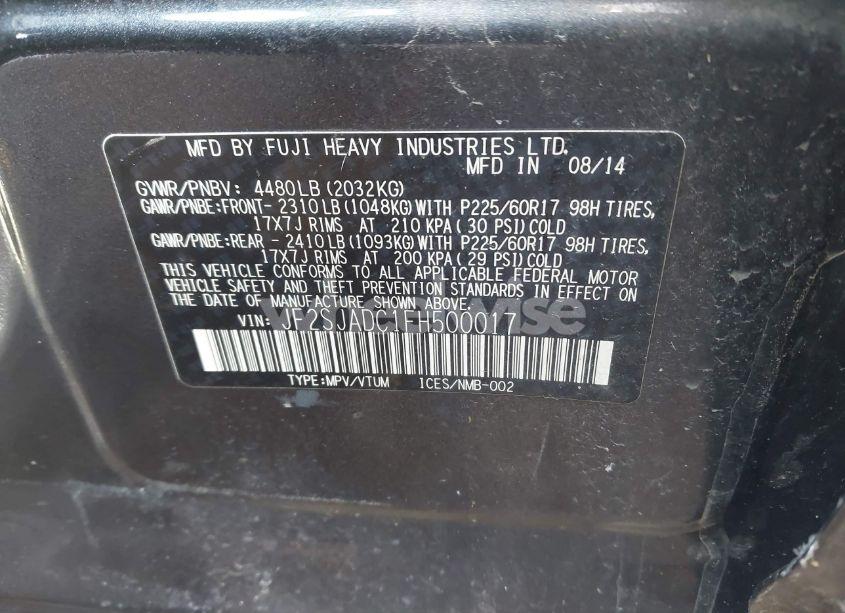 MFD BY FUJI HEAVY INDUSTRIES LTD.
MFD IN 08/14
GVWR/PNBV: 4480LB(2032KG)
GAWR/PNBE:FRONT- 2310LB(1048KG)WITH P225/60R17 98H TIRES,
17X7J RIMS AT 210 KPA(30 PSI)COLD
GAWR/PNBE:REAR - 2410LB(1093KG)WITH P225/60R17 98H TIRES,
17X7J RIMS AT 200 KPA(29 PSI)COLD
THIS VEHICLE CONFORMS TO ALL APPLICABLE FEDERAL MOTOR
VEHICLE SAFETY AND THEFT PREVENTION STANDARDS IN EFFECT ON
THE DATE OF MANUFACTURE SHOWN ABOVE.
VIN: JF2SJADC1FH500017
TYPE:MPV/VTUM ICES/NMB-002